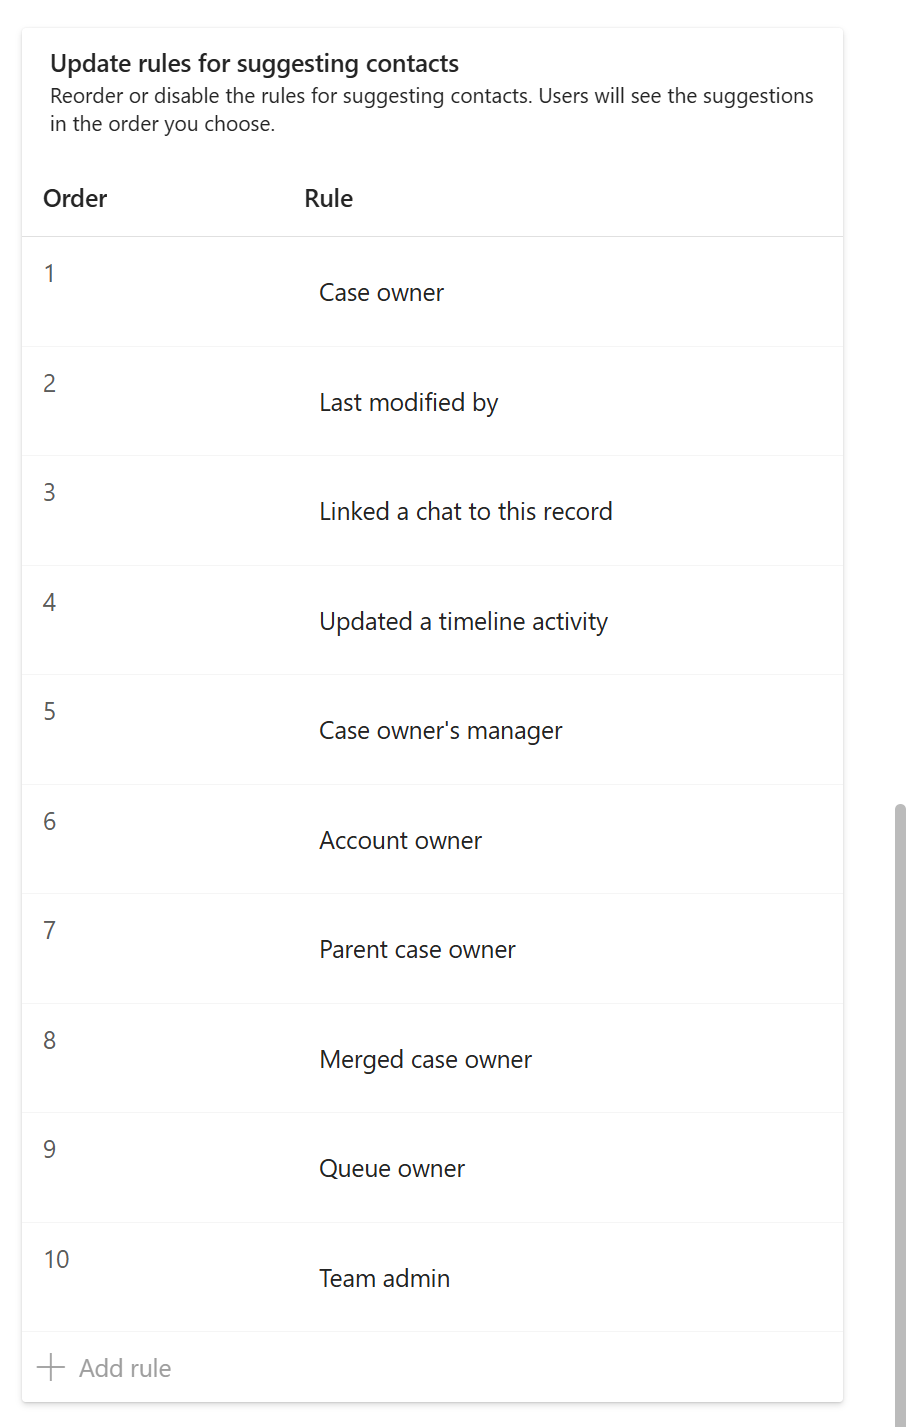 Update rules for suggesting contacts
Reorder or disable the rules for suggesting contacts. Users will see the suggestions
in the order you choose.
Order Rule
1 Case owner
2 Last modified by
3 Linked a chat to this record
4 Updated a timeline activity
5 Case owner's manager
6 Account owner
7 Parent case owner
8 Merged case owner
9 Queue owner
10 Team admin
Add rule